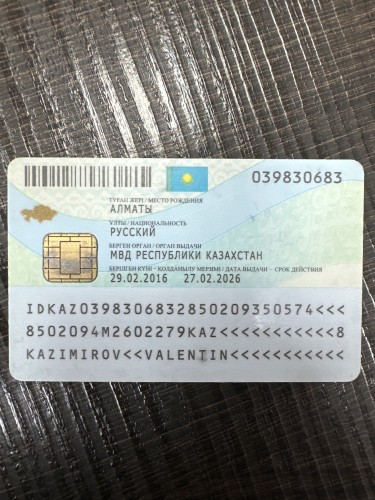 039830683
ТУҒАН ЖЕРІ / МЕСТО РОЖДЕНИЯ
АЛМАТЫ
ҰЛТЫ / НАЦИОНАЛЬНОСТЬ
РУССКИЙ
БЕРГЕН ОРГАН / ОРГАН ВЫДАЧИ
МВД РЕСПУБЛИКИ КАЗАХСТАН
БЕРІЛГЕН КҮНІ - ҚОЛДАНЫЛУ МЕРЗІМІ / ДАТА ВЫДАЧИ - СРОК ДЕЙСТВИЯ
29.02.2016 27.02.2026
IDKAZ0398306832850209350574<<<
8502094M2602279KAZ<<<<<<<<<<<8
KAZIMIROV<<VALENTIN<<<<<<<<<<<